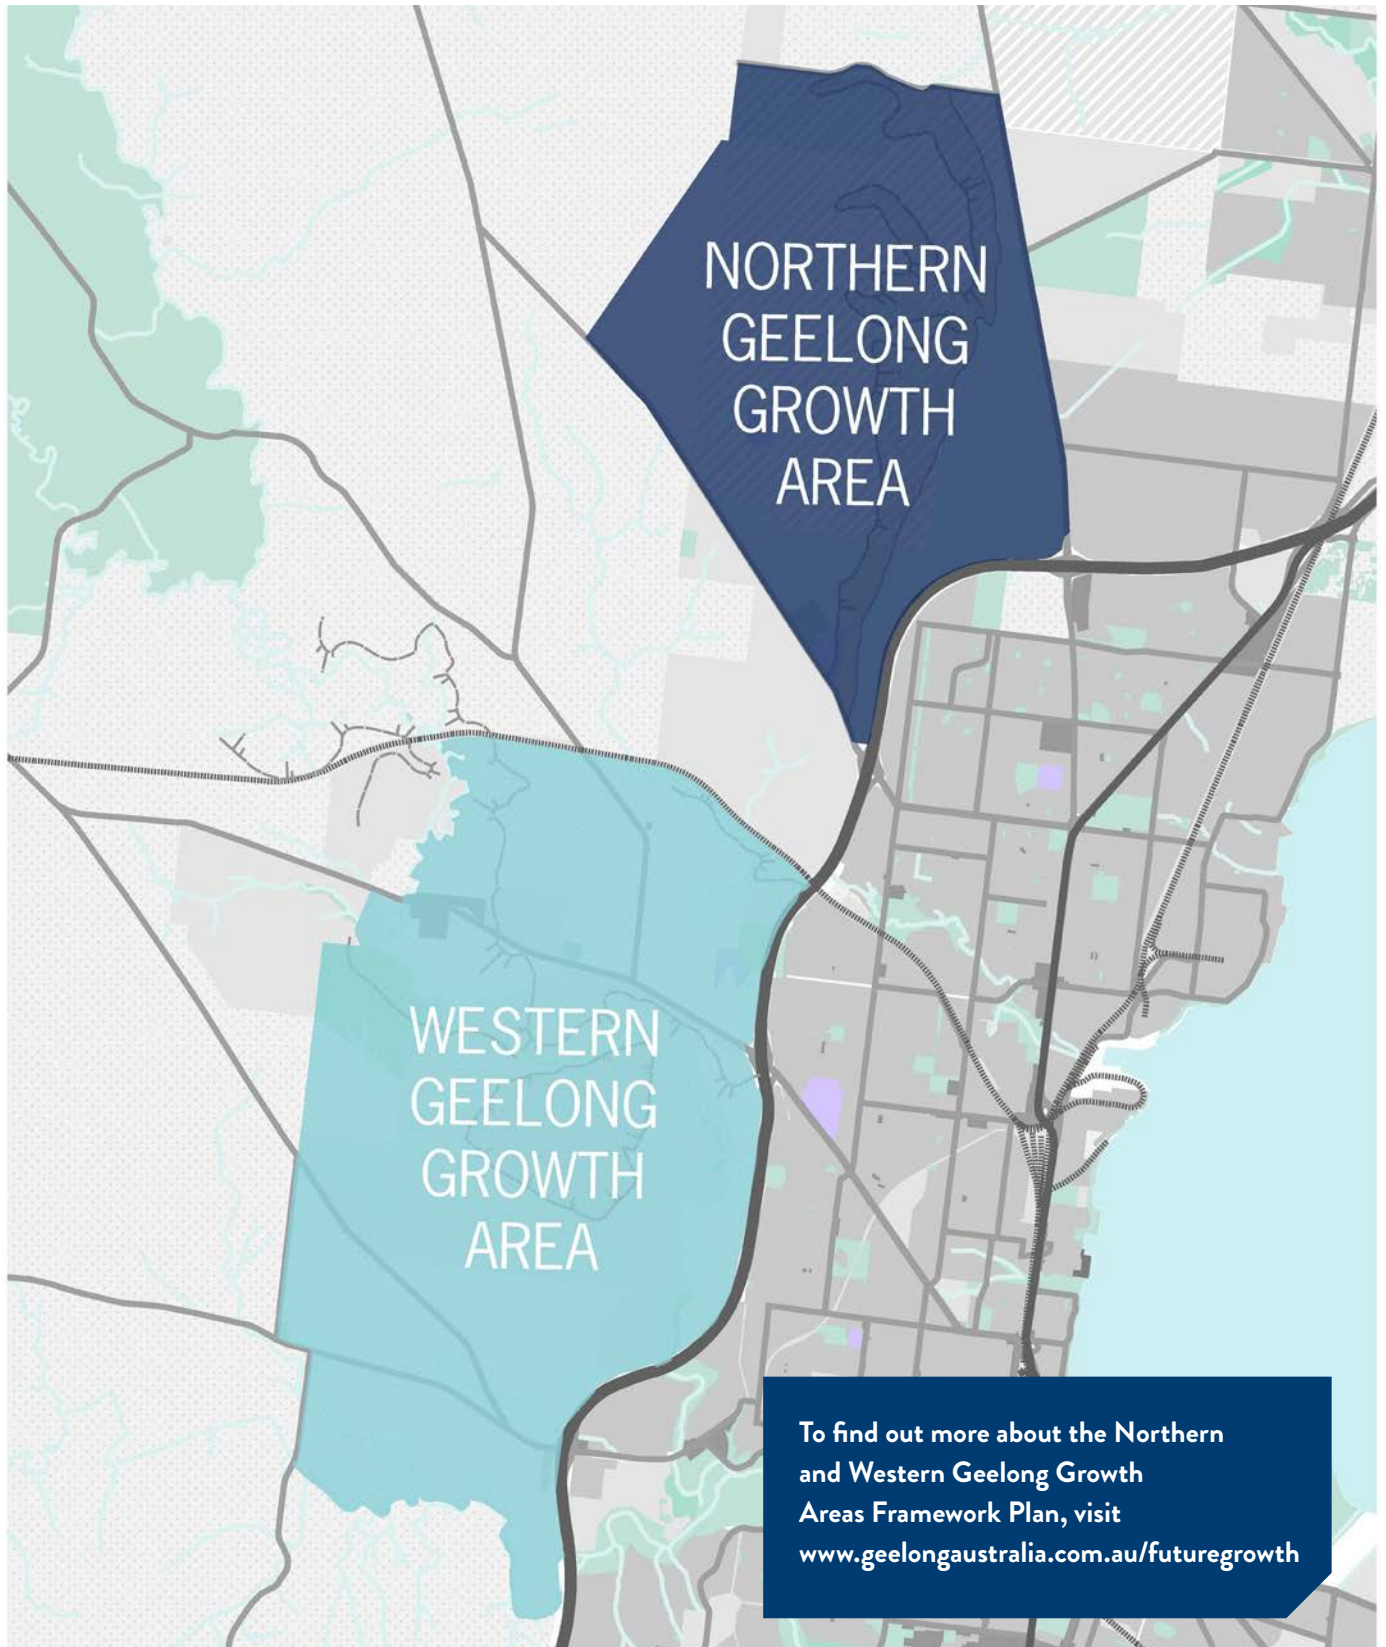 NORTHERN
GEELONG
GROWTH
AREA
WESTERN
GEELONG
GROWTH
AREA
To find out more about the Northern
and Western Geelong Growth
Areas Framework Plan, visit
www.geelongaustralia.com.au/futuregrowth